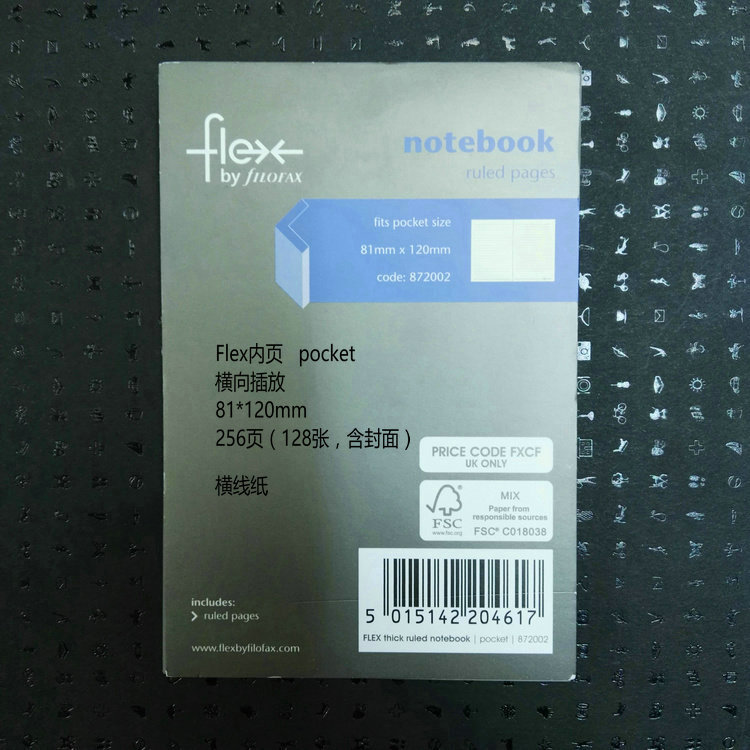 flex
by fILOFAX
notebook
ruled pages
fits pocket size
81mm x 120mm
code: 872002
Flex内页 pocket
横向插放
81*120mm
256页（128张，含封面）
横线纸
PRICE CODE FXCF
UK ONLY
FSC
www.fsc.org
MIX
Paper from
responsible sources
FSC® C018038
5 015142 204617
FLEX thick ruled notebook | pocket | 872002
includes:
ruled pages
www.flexbyfilofax.com